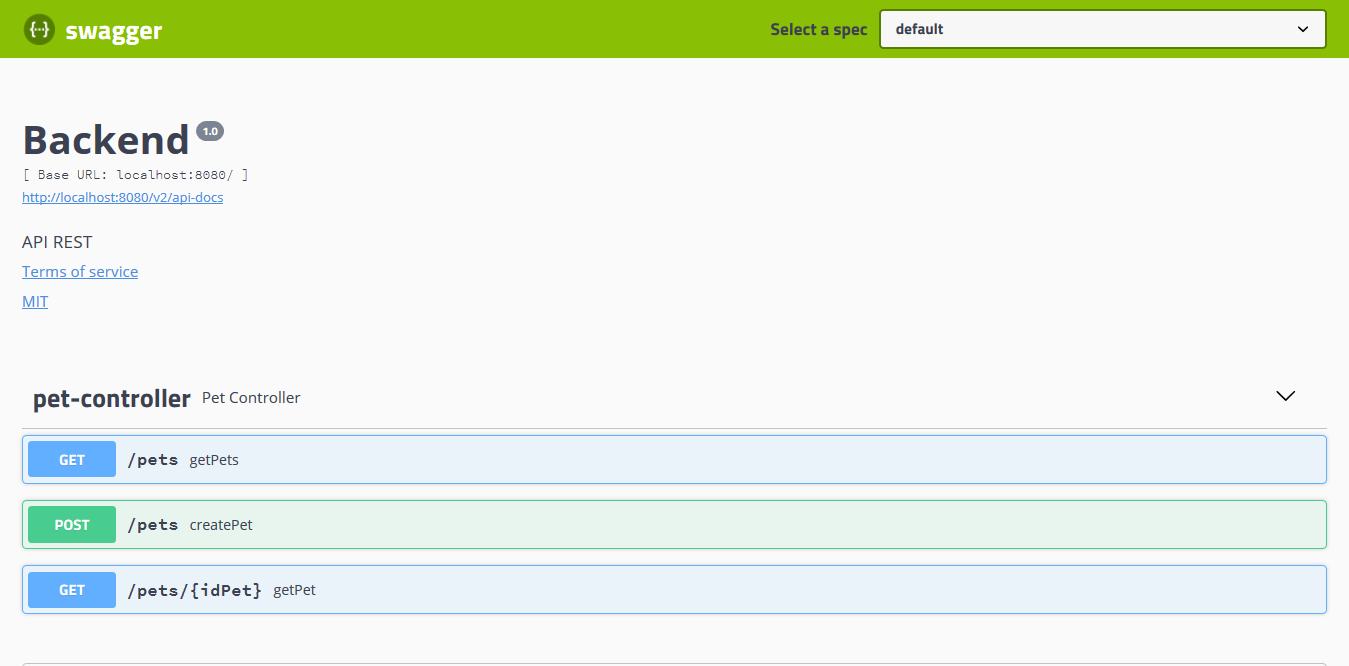 {···} swagger
Select a spec default
Backend 1.0
[ Base URL: localhost:8080/ ]
http://localhost:8080/v2/api-docs
API REST
Terms of service
MIT
pet-controller Pet Controller
GET /pets getPets
POST /pets createPet
GET /pets/{idPet} getPet